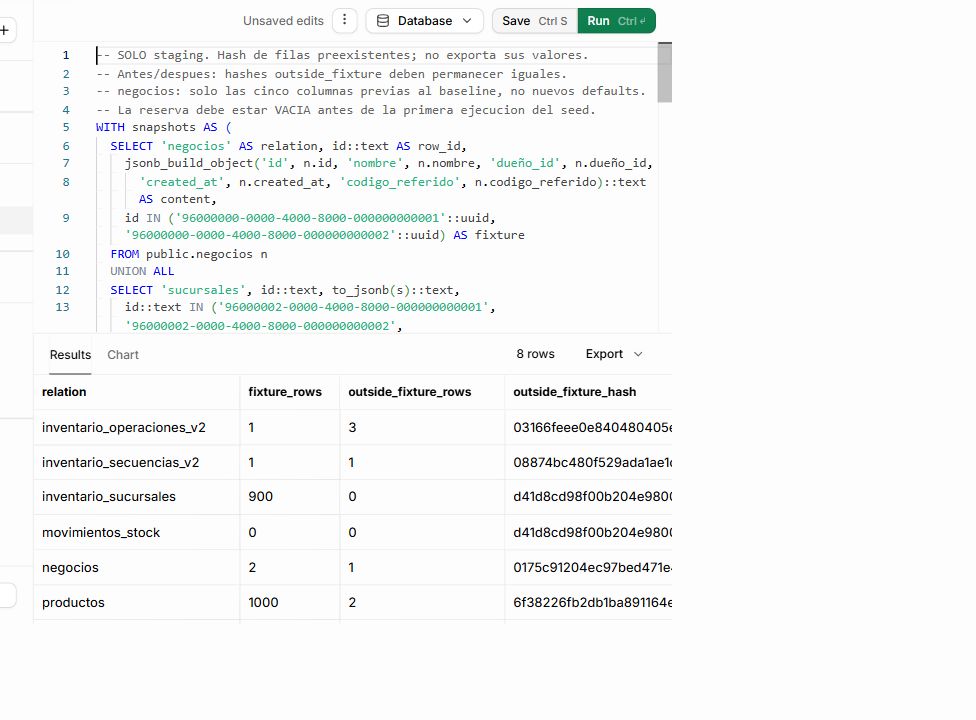 Unsaved edits Database Save Ctrl S Run Ctrl ↵
1 -- SOLO staging. Hash de filas preexistentes; no exporta sus valores.
2 -- Antes/despues: hashes outside_fixture deben permanecer iguales.
3 -- negocios: solo las cinco columnas previas al baseline, no nuevos defaults.
4 -- La reserva debe estar VACIA antes de la primera ejecucion del seed.
5 WITH snapshots AS (
6 SELECT 'negocios' AS relation, id::text AS row_id,
7 jsonb_build_object('id', n.id, 'nombre', n.nombre, 'dueño_id', n.dueño_id,
8 'created_at', n.created_at, 'codigo_referido', n.codigo_referido)::text
AS content,
9 id IN ('96000000-0000-4000-8000-000000000001'::uuid,
'96000000-0000-4000-8000-000000000002'::uuid) AS fixture
10 FROM public.negocios n
11 UNION ALL
12 SELECT 'sucursales', id::text, to_jsonb(s)::text,
13 id::text IN ('96000002-0000-4000-8000-000000000001',
'96000002-0000-4000-8000-000000000002',
Results Chart 8 rows Export
relation fixture_rows outside_fixture_rows outside_fixture_hash
inventario_operaciones_v2 1 3 03166feee0e840480405
inventario_secuencias_v2 1 1 08874bc480f529ada1ae1
inventario_sucursales 900 0 d41d8cd98f00b204e9800
movimientos_stock 0 0 d41d8cd98f00b204e9800
negocios 2 1 0175c91204ec97bed471e
productos 1000 2 6f38226fb2db1ba891164